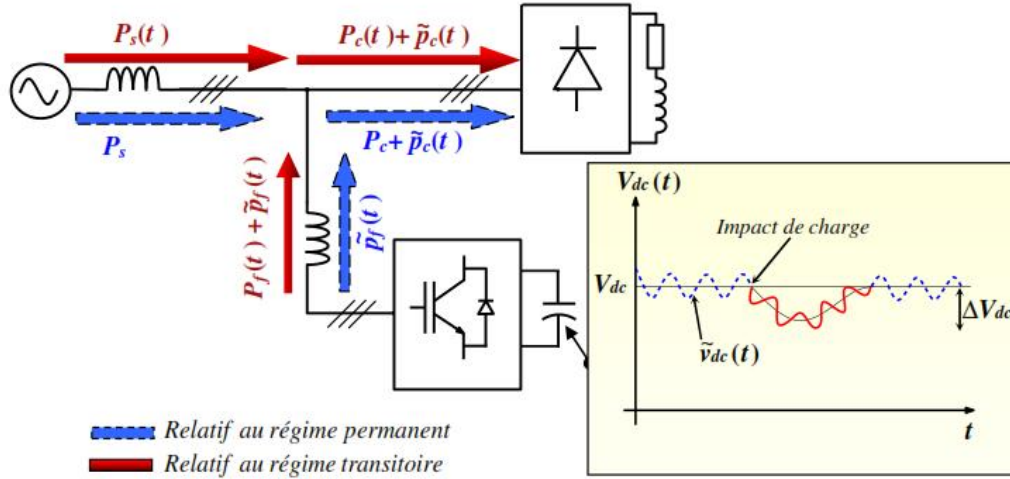 Ps(t)
Pc(t)+ p̃c(t)
Ps
Pc+ p̃c(t)
Pf(t)+ p̃f(t)
p̃f(t)
Vdc(t)
Impact de charge
Vdc
ΔVdc
ṽdc(t)
t
Relatif au régime permanent
Relatif au régime transitoire